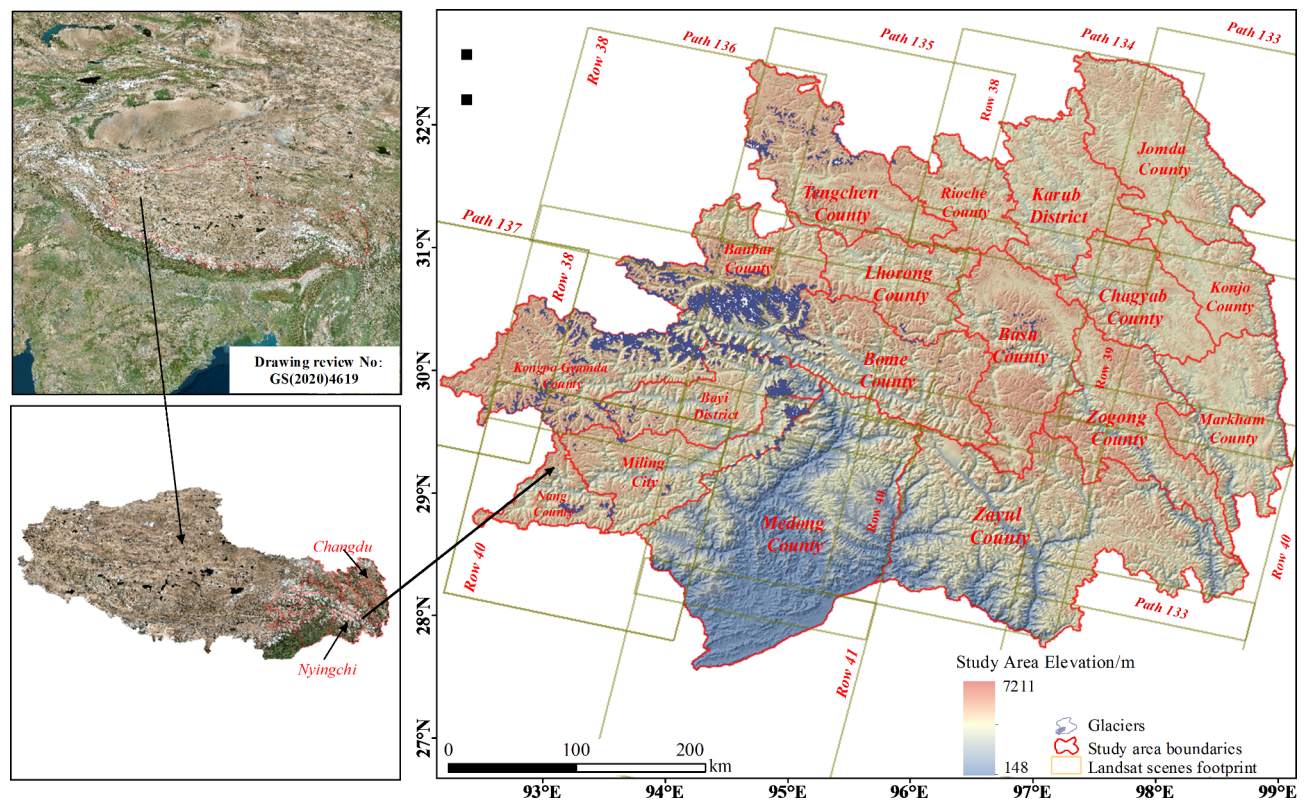 Drawing review No:
GS(2020)4619
Changdu
Nyingchi
Path 136
Path 135
Path 134
Path 133
Row 38
Row 38
Path 137
Row 38
Jomda
County
Tengchen
County
Rioche
County
Karub
District
Banbar
County
Lhorong
County
Chagyab
County
Konjo
County
Basu
County
Row 39
Kongpo Gyamda
County
Bome
County
Bayi
District
Zogong
County
Markham
County
Miling
City
Nang
County
Row 40
Medong
County
Zayul
County
Row 40
Row 40
Path 133
Row 41
32°N
31°N
30°N
29°N
28°N
27°N
Study Area Elevation/m
7211
148
Glaciers
Study area boundaries
Landsat scenes footprint
0 100 200
km
93°E 94°E 95°E 96°E 97°E 98°E 99°E